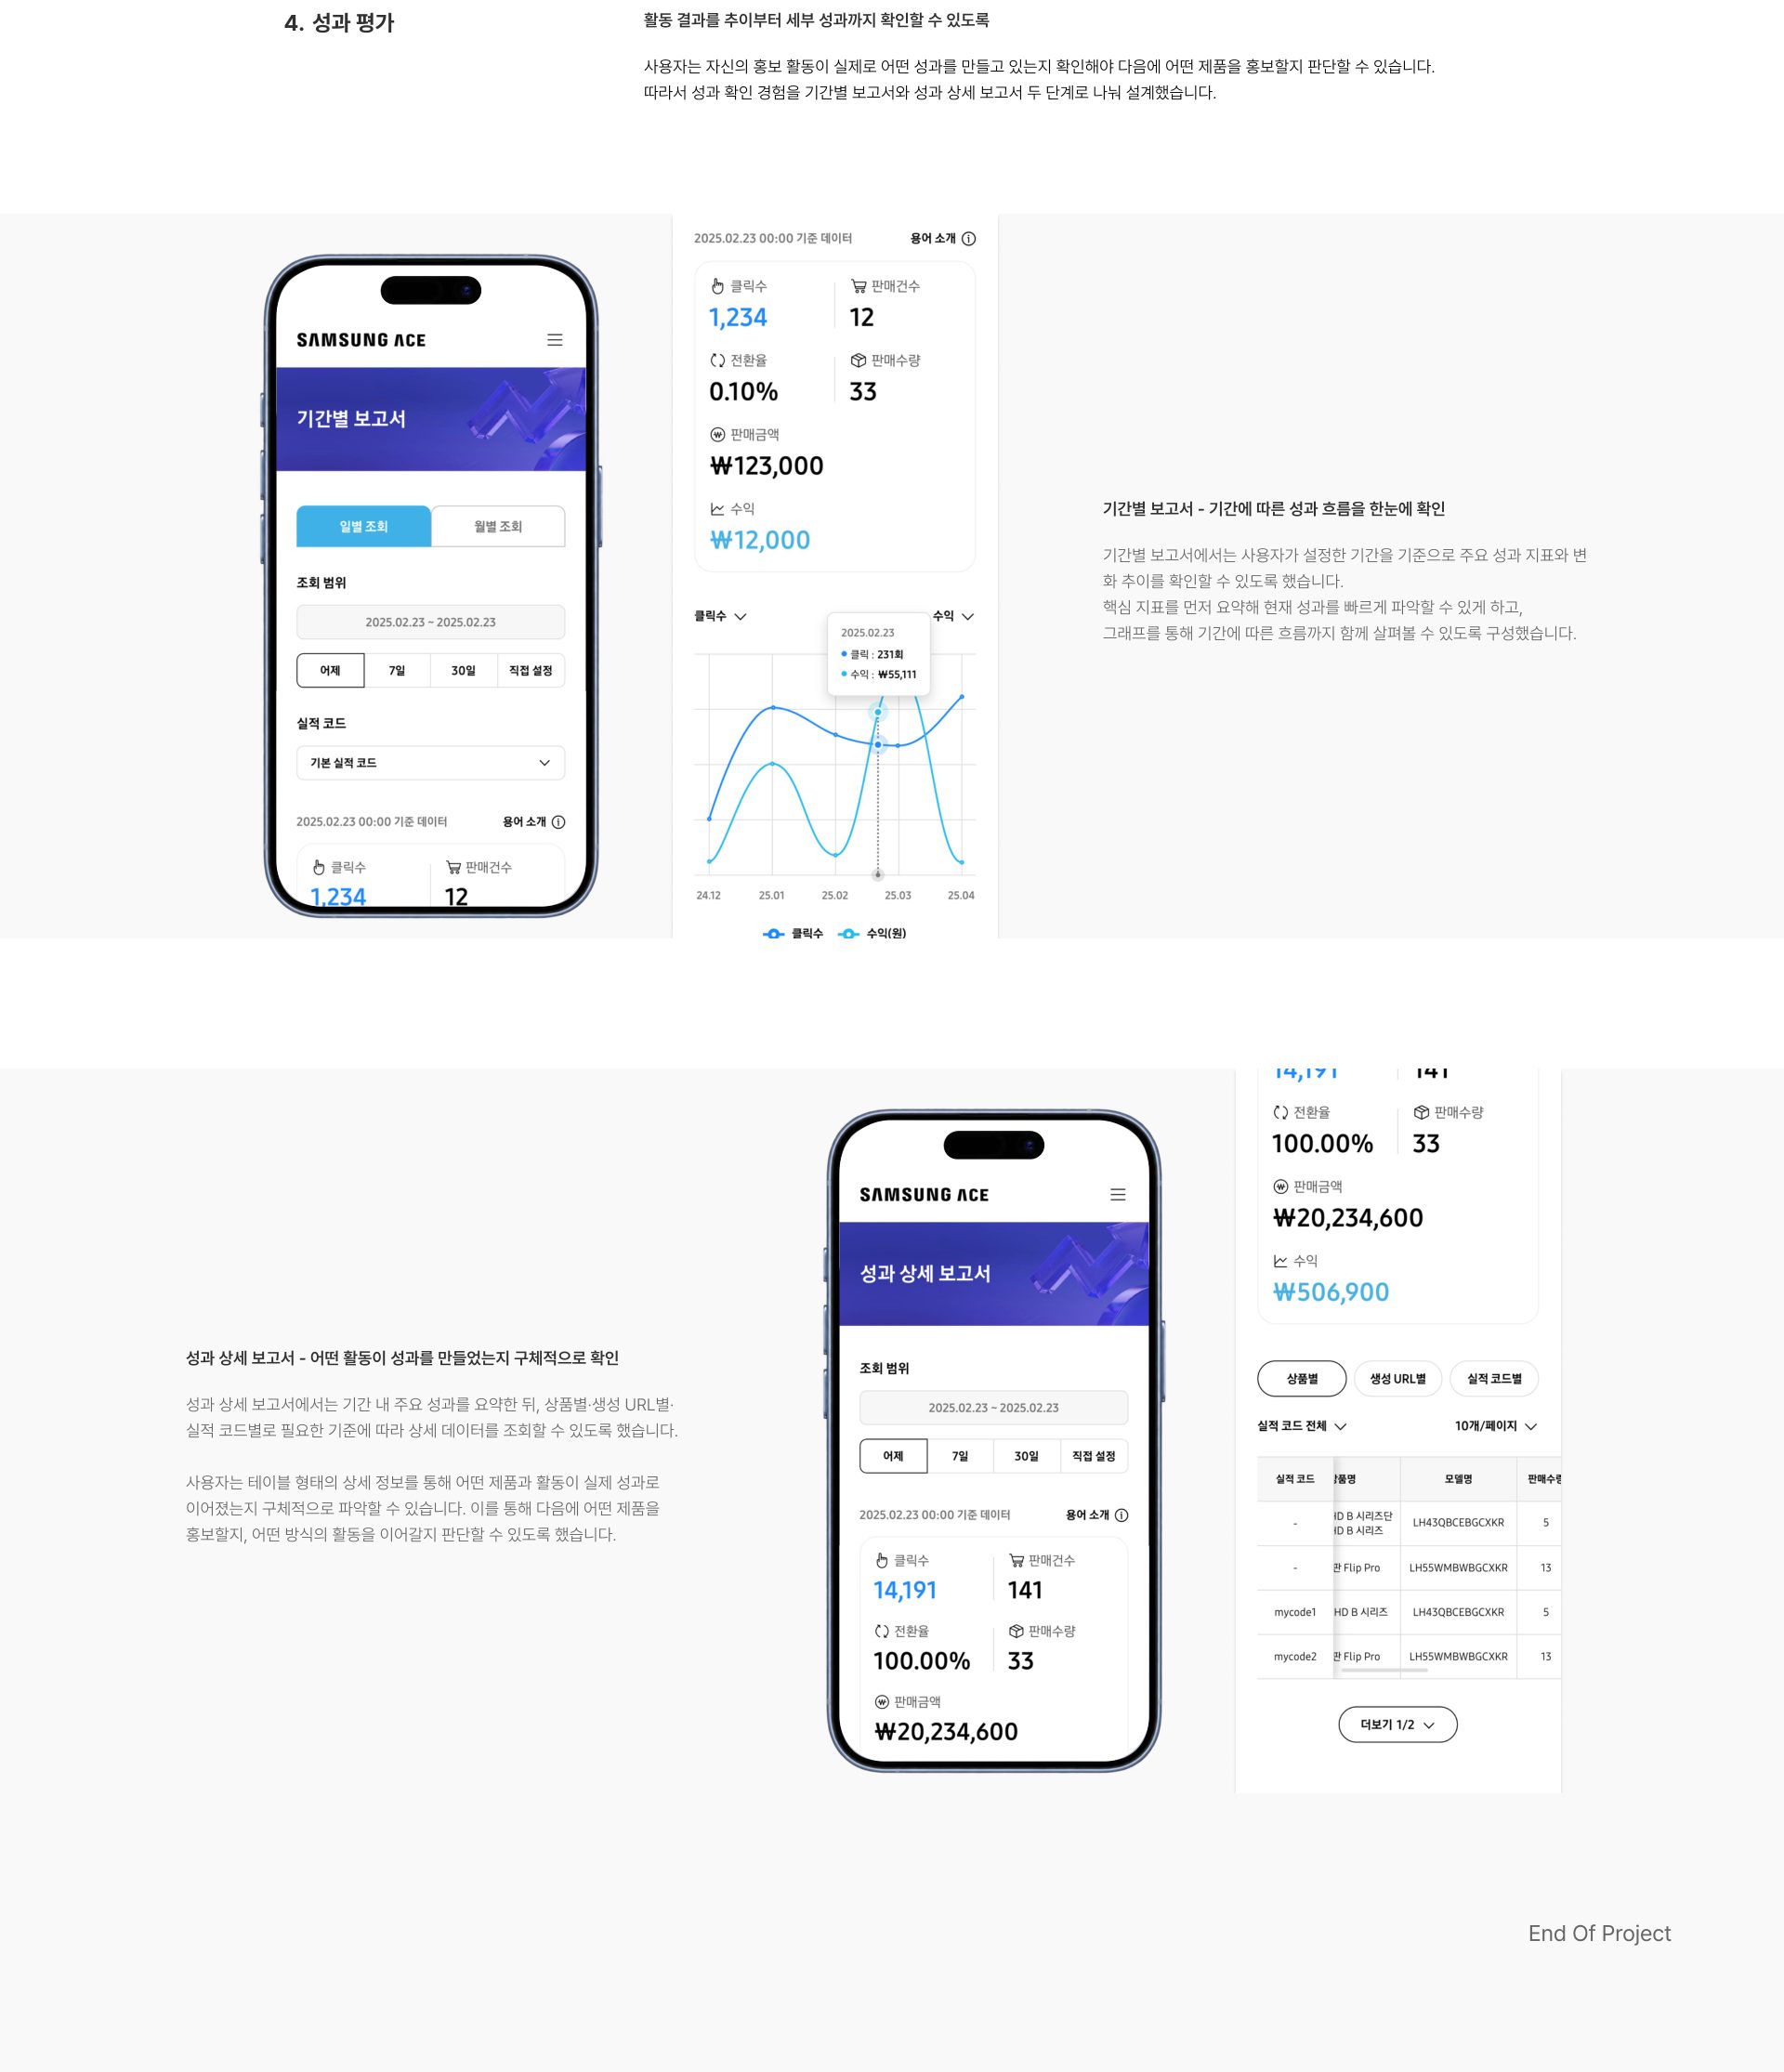 4. 성과 평가
활동 결과를 추이부터 세부 성과까지 확인할 수 있도록
사용자는 자신의 홍보 활동이 실제로 어떤 성과를 만들고 있는지 확인해야 다음에 어떤 제품을 홍보할지 판단할 수 있습니다.
따라서 성과 확인 경험을 기간별 보고서와 성과 상세 보고서 두 단계로 나눠 설계했습니다.
SAMSUNG ACE
기간별 보고서
일별 조회 월별 조회
조회 범위
2025.02.23 ~ 2025.02.23
어제 7일 30일 직접 설정
실적 코드
기본 실적 코드
2025.02.23 00:00 기준 데이터 용어 소개
클릭수 판매건수
1,234 12
2025.02.23 00:00 기준 데이터 용어 소개
클릭수 판매건수
1,234 12
전환율 판매수량
0.10% 33
판매금액
₩123,000
수익
₩12,000
클릭수 수익
2025.02.23
클릭 : 231회
수익 : ₩55,111
24.12 25.01 25.02 25.03 25.04
클릭수 수익(원)
기간별 보고서 - 기간에 따른 성과 흐름을 한눈에 확인
기간별 보고서에서는 사용자가 설정한 기간을 기준으로 주요 성과 지표와 변
화 추이를 확인할 수 있도록 했습니다.
핵심 지표를 먼저 요약해 현재 성과를 빠르게 파악할 수 있게 하고,
그래프를 통해 기간에 따른 흐름까지 함께 살펴볼 수 있도록 구성했습니다.
성과 상세 보고서 - 어떤 활동이 성과를 만들었는지 구체적으로 확인
성과 상세 보고서에서는 기간 내 주요 성과를 요약한 뒤, 상품별·생성 URL별·
실적 코드별로 필요한 기준에 따라 상세 데이터를 조회할 수 있도록 했습니다.
사용자는 테이블 형태의 상세 정보를 통해 어떤 제품과 활동이 실제 성과로
이어졌는지 구체적으로 파악할 수 있습니다. 이를 통해 다음에 어떤 제품을
홍보할지, 어떤 방식의 활동을 이어갈지 판단할 수 있도록 했습니다.
SAMSUNG ACE
성과 상세 보고서
조회 범위
2025.02.23 ~ 2025.02.23
어제 7일 30일 직접 설정
2025.02.23 00:00 기준 데이터 용어 소개
클릭수 판매건수
14,191 141
전환율 판매수량
100.00% 33
판매금액
₩20,234,600
14,191 141
전환율 판매수량
100.00% 33
판매금액
₩20,234,600
수익
₩506,900
상품별 생성 URL별 실적 코드별
실적 코드 전체 10개/페이지
실적 코드 상품명 모델명 판매수량
- HD B 시리즈단 LH43QBCEBGCXKR 5
HD B 시리즈
- 판 Flip Pro LH55WMBWBGCXKR 13
mycode1 HD B 시리즈 LH43QBCEBGCXKR 5
mycode2 판 Flip Pro LH55WMBWBGCXKR 13
더보기 1/2
End Of Project